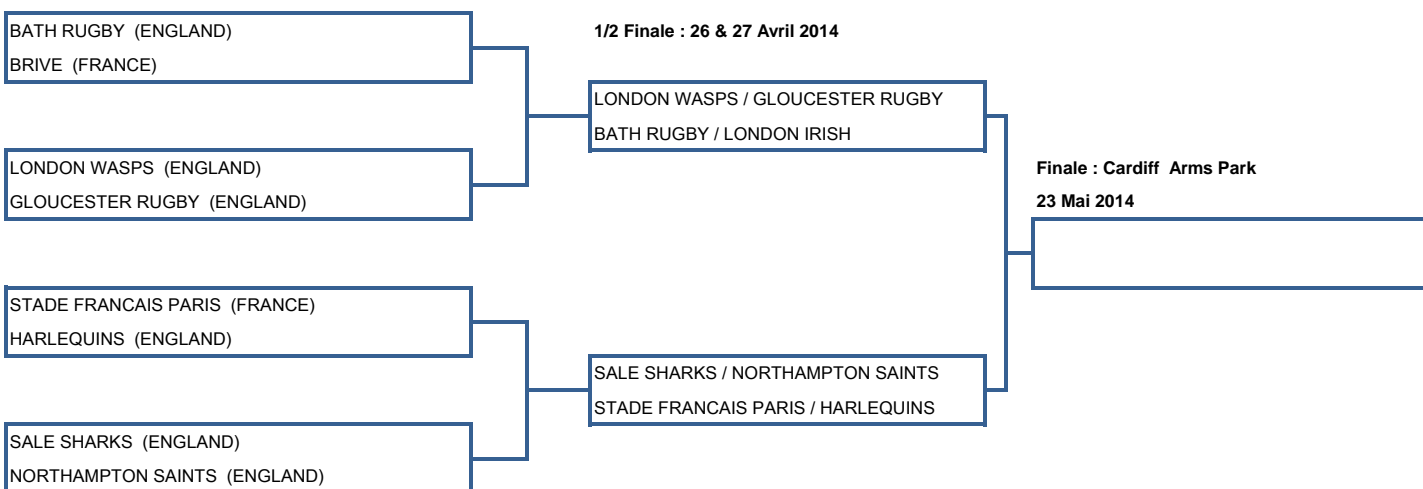 BATH RUGBY (ENGLAND)
BRIVE (FRANCE)
LONDON WASPS (ENGLAND)
GLOUCESTER RUGBY (ENGLAND)
STADE FRANCAIS PARIS (FRANCE)
HARLEQUINS (ENGLAND)
SALE SHARKS (ENGLAND)
NORTHAMPTON SAINTS (ENGLAND)
1/2 Finale : 26 & 27 Avril 2014
LONDON WASPS / GLOUCESTER RUGBY
BATH RUGBY / LONDON IRISH
SALE SHARKS / NORTHAMPTON SAINTS
STADE FRANCAIS PARIS / HARLEQUINS
Finale : Cardiff Arms Park
23 Mai 2014